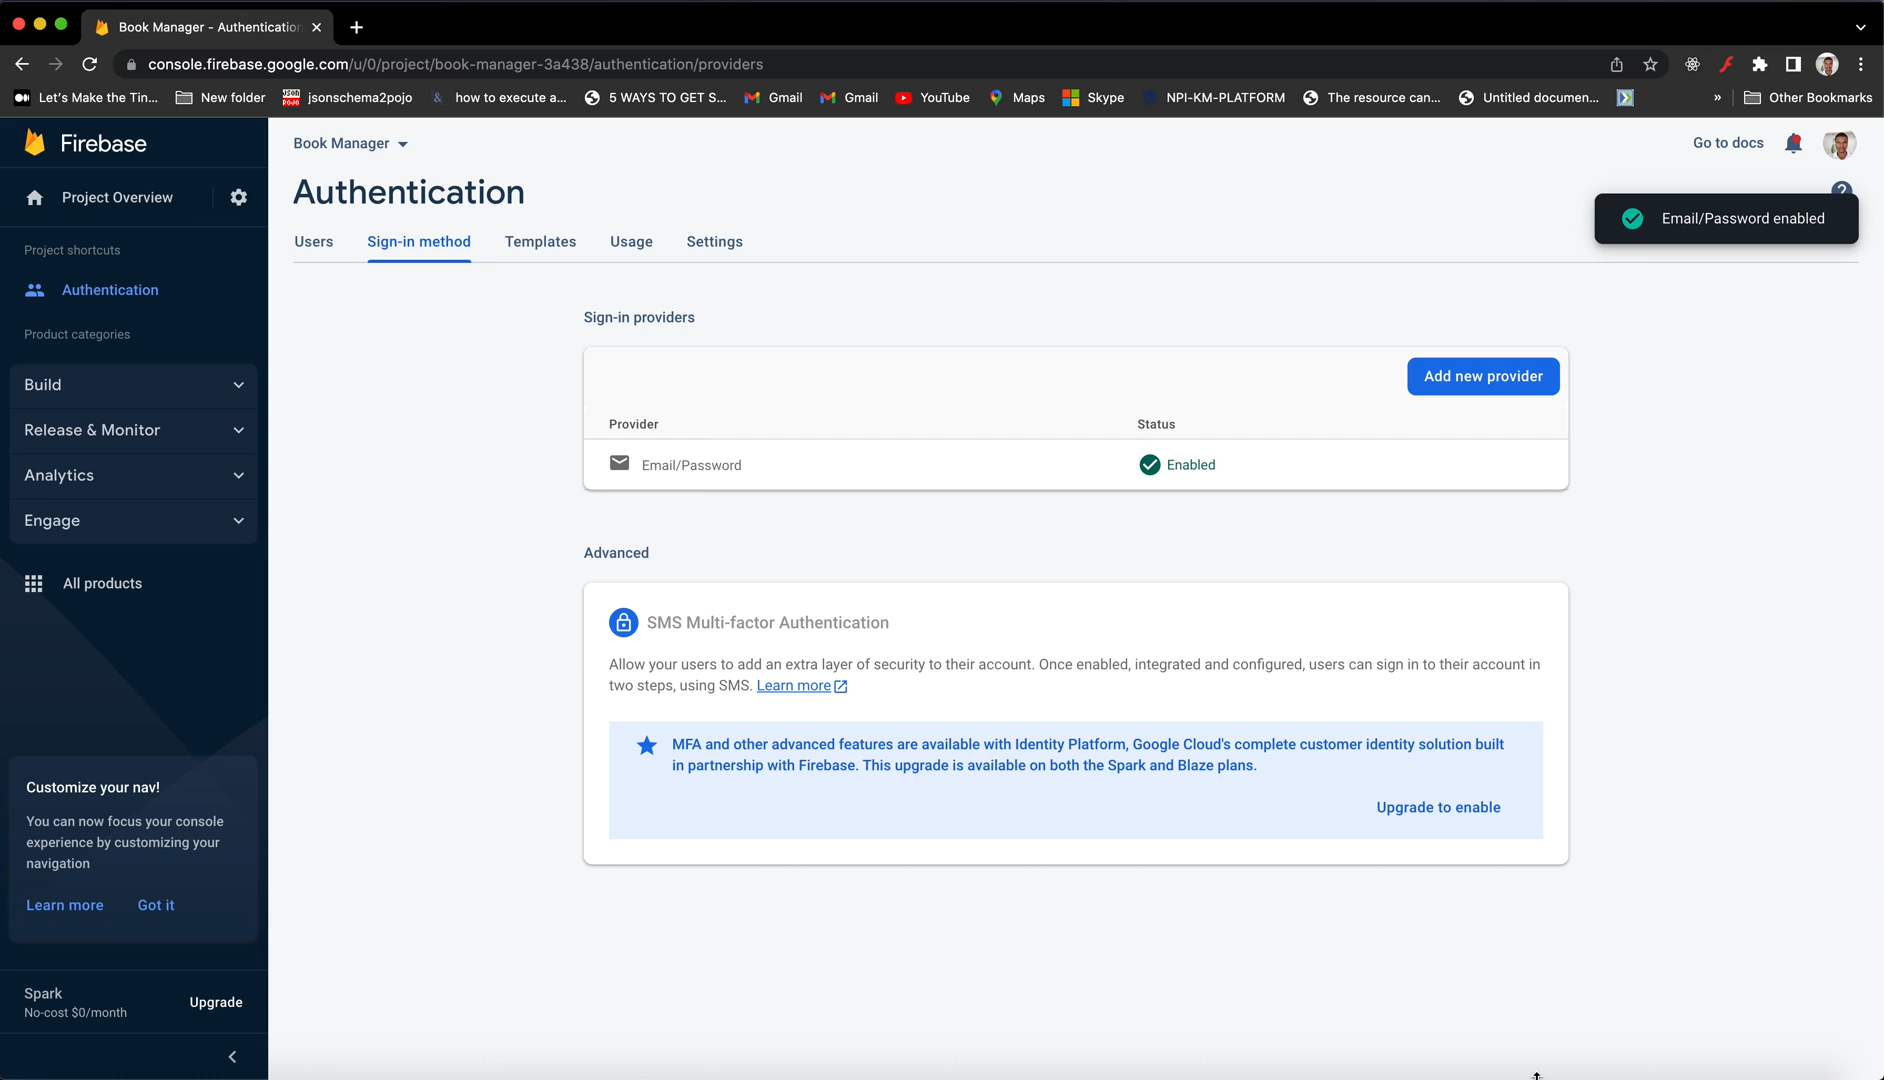 Book Manager - Authentication
console.firebase.google.com/u/0/project/book-manager-3a438/authentication/providers
Let's Make the Tin...
New folder
JSON POJO
jsonschema2pojo
how to execute a...
5 WAYS TO GET S...
Gmail
Gmail
YouTube
Maps
Skype
NPI-KM-PLATFORM
The resource can...
Untitled documen...
»
Other Bookmarks
Firebase
Book Manager
Go to docs
Project Overview
Authentication
Email/Password enabled
Users
Sign-in method
Templates
Usage
Settings
Project shortcuts
Authentication
Product categories
Build
Release & Monitor
Analytics
Engage
All products
Sign-in providers
Add new provider
Provider
Status
Email/Password
Enabled
Advanced
SMS Multi-factor Authentication
Allow your users to add an extra layer of security to their account. Once enabled, integrated and configured, users can sign in to their account in
two steps, using SMS. Learn more
MFA and other advanced features are available with Identity Platform, Google Cloud's complete customer identity solution built
in partnership with Firebase. This upgrade is available on both the Spark and Blaze plans.
Upgrade to enable
Customize your nav!
You can now focus your console
experience by customizing your
navigation
Learn more
Got it
Spark
No-cost $0/month
Upgrade